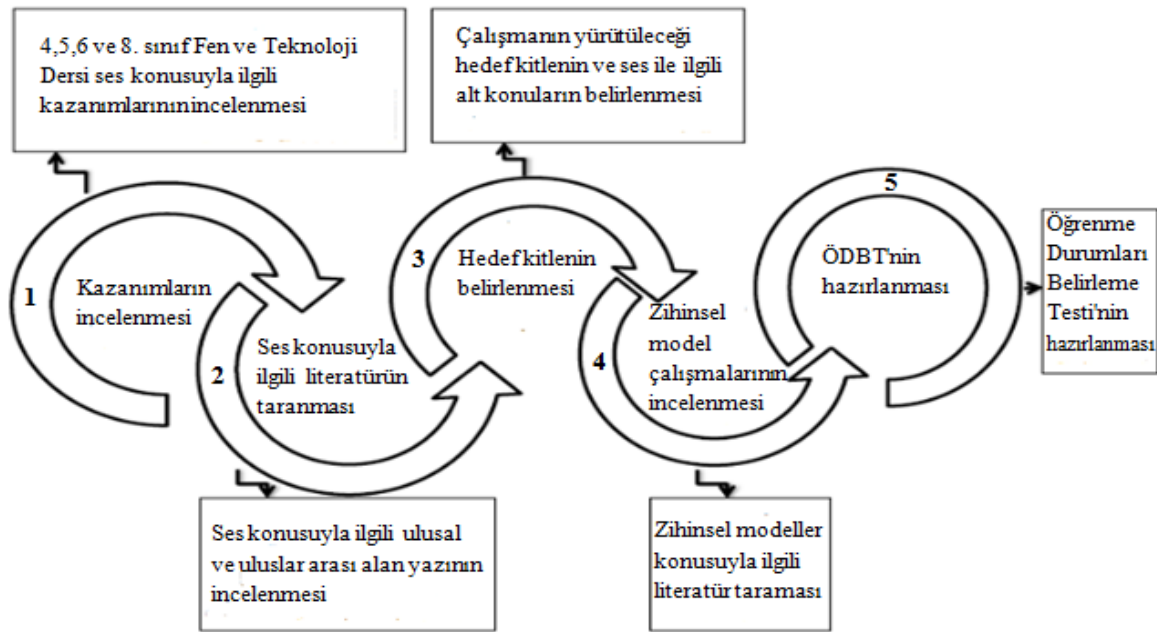 4,5,6 ve 8. sınıf Fen ve Teknoloji
Dersi ses konusuyla ilgili
kazanımlarının incelenmesi
Çalışmanın yürütüleceği
hedef kitlenin ve ses ile ilgili
alt konuların belirlenmesi
1
Kazanımların
incelenmesi
2
Ses konusuyla
ilgili literatürün
taranması
3
Hedef kitlenin
belirlenmesi
4
Zihinsel
model
çalışmalarının
incelenmesi
5
ÖDBT'nin
hazırlanması
Öğrenme
Durumları
Belirleme
Testi'nin
hazırlanması
Ses konusuyla ilgili ulusal
ve uluslar arası alan yazının
incelenmesi
Zihinsel modeller
konusuyla ilgili
literatür taraması